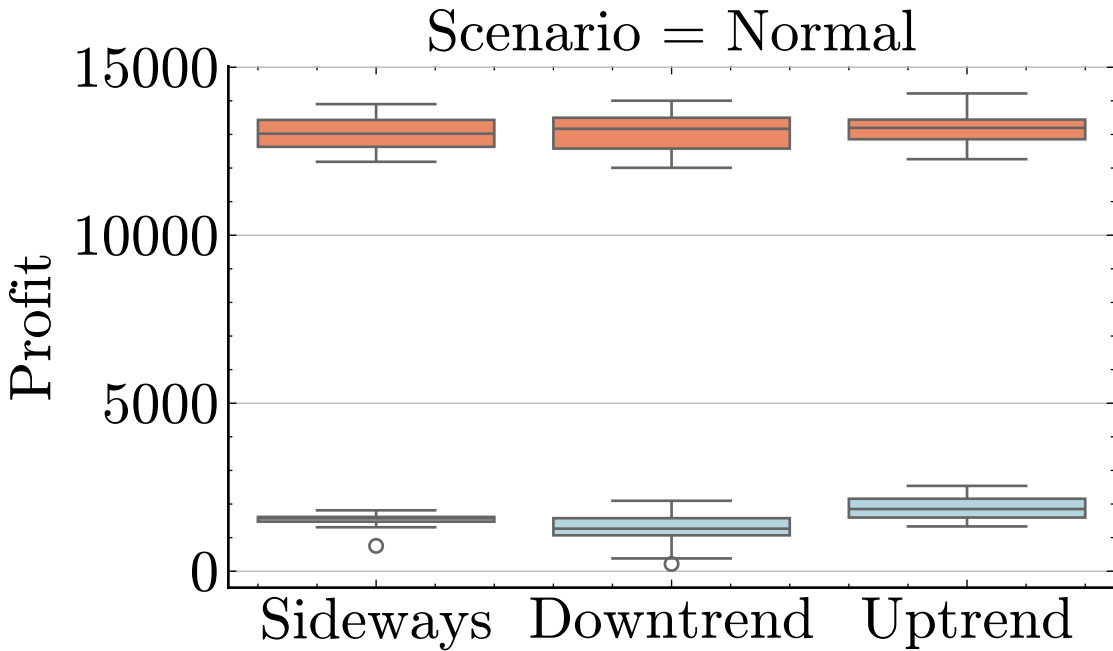 Scenario = Normal
15000
10000
5000
0
Profit
Sideways Downtrend Uptrend